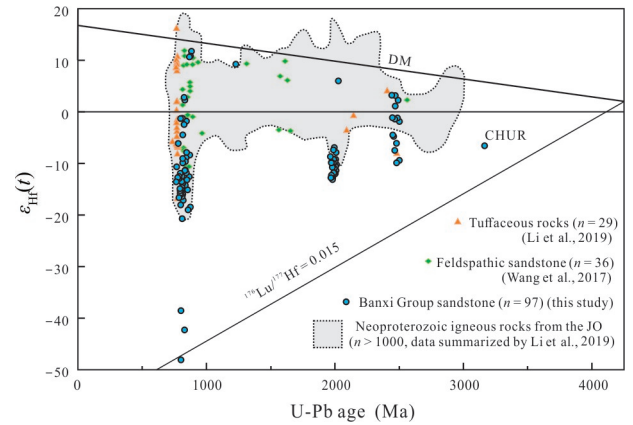 20
10
0
−10
−20
−30
−40
−50
εHf(t)
DM
CHUR
¹⁷⁶Lu/¹⁷⁷Hf = 0.015
Tuffaceous rocks (n = 29)
(Li et al., 2019)
Feldspathic sandstone (n = 36)
(Wang et al., 2017)
Banxi Group sandstone (n = 97) (this study)
Neoproterozoic igneous rocks from the JO
(n > 1000, data summarized by Li et al., 2019)
0 1000 2000 3000 4000
U-Pb age (Ma)